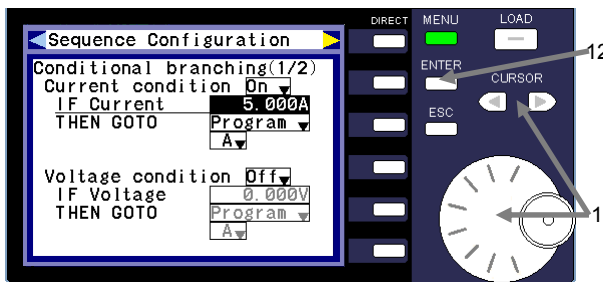 DIRECT MENU LOAD
Sequence Configuration
Conditional branching(1/2)
Current condition On
IF Current 5.000A
THEN GOTO Program
A
Voltage condition Off
IF Voltage 0.000V
THEN GOTO Program
A
ENTER
CURSOR
ESC
12
1